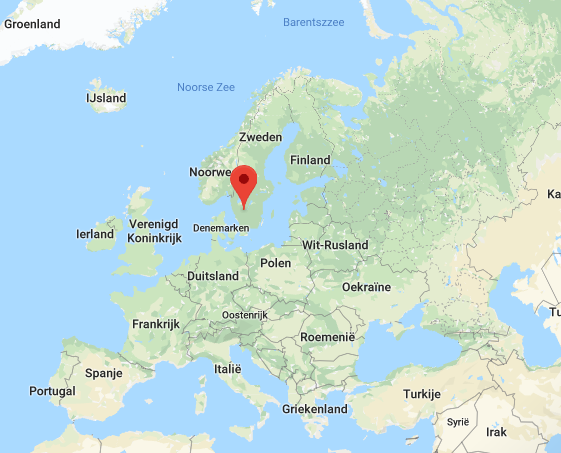 Groenland
Barentszzee
Noorse Zee
IJsland
Zweden
Finland
Noorwe
Verenigd
Koninkrijk
Ierland
Denemarken
Wit-Rusland
Polen
Duitsland
Oekraïne
Ka
Oostenrijk
Frankrijk
Roemenië
Tu
Italië
Spanje
Portugal
Turkije
Griekenland
Syrië
Irak